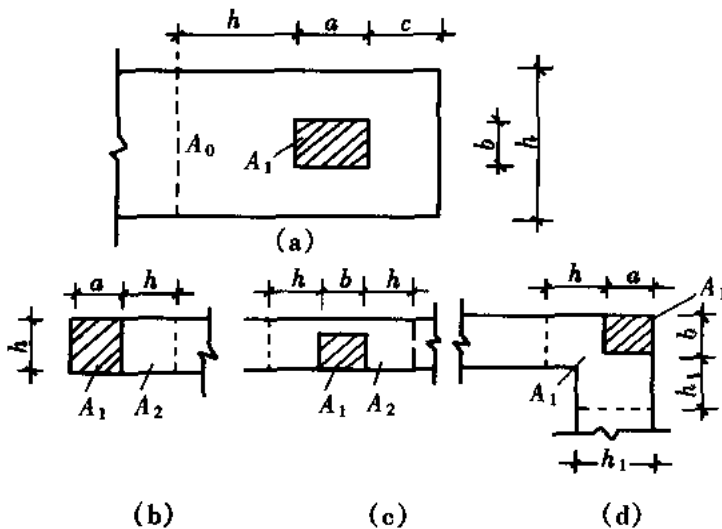 h a c
A₀ A₁ b h
(a)
a h h b h h a A₁
h b
A₁ A₂ A₁ A₂ A₁ h₁
h₁
(b) (c) (d)